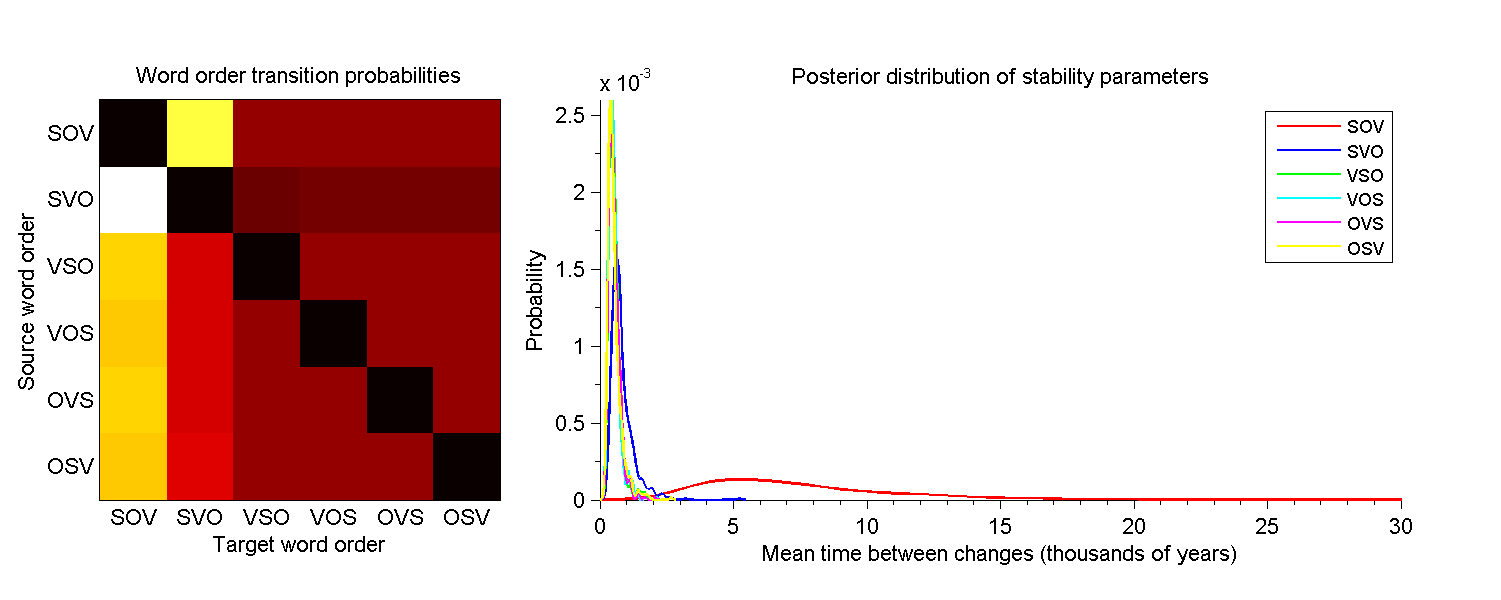 Word order transition probabilities
SOV
SVO
VSO
VOS
OVS
OSV
Source word order
SOV SVO VSO VOS OVS OSV
Target word order
Posterior distribution of stability parameters
x 10^-3
2.5
2
1.5
1
0.5
0
Probability
0 5 10 15 20 25 30
Mean time between changes (thousands of years)
SOV
SVO
VSO
VOS
OVS
OSV